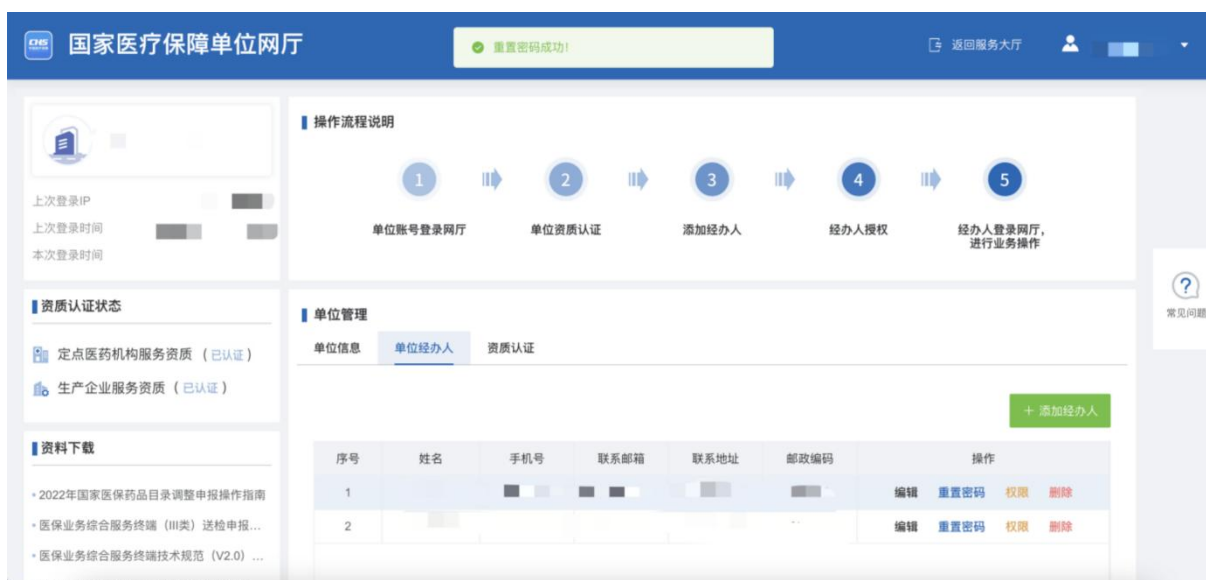 CHS
国家医疗保障单位网厅
重置密码成功!
返回服务大厅
上次登录IP
上次登录时间
本次登录时间
操作流程说明
1
2
3
4
5
单位账号登录网厅
单位资质认证
添加经办人
经办人授权
经办人登录网厅,
进行业务操作
常见问题
资质认证状态
定点医药机构服务资质 (已认证)
生产企业服务资质 (已认证)
资料下载
• 2022年国家医保药品目录调整申报操作指南
• 医保业务综合服务终端(III类)送检申报...
• 医保业务综合服务终端技术规范(V2.0)...
单位管理
单位信息 单位经办人 资质认证
+ 添加经办人
序号 姓名 手机号 联系邮箱 联系地址 邮政编码 操作
1 编辑 重置密码 权限 删除
2 编辑 重置密码 权限 删除